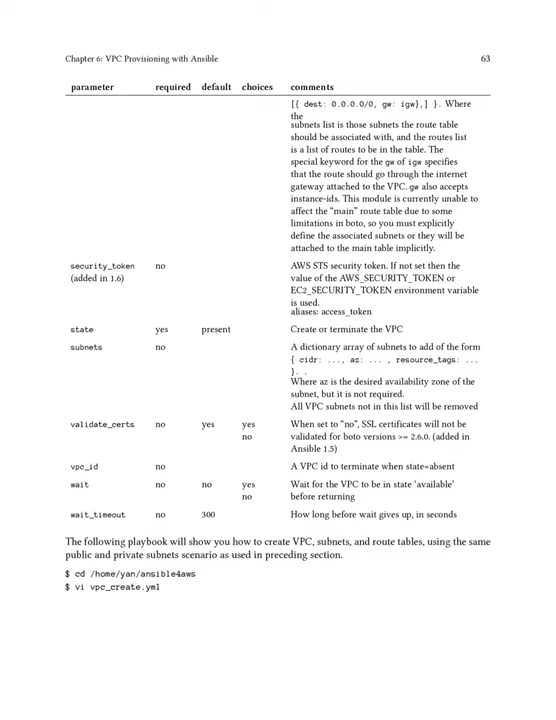 Chapter 6: VPC Provisioning with Ansible 63
parameter required default choices comments
[{ dest: 0.0.0.0/0, gw: igw},] }. Where
the
subnets list is those subnets the route table
should be associated with, and the routes list
is a list of routes to be in the table. The
special keyword for the gw of igw specifies
that the route should go through the internet
gateway attached to the VPC. gw also accepts
instance-ids. This module is currently unable to
affect the “main” route table due to some
limitations in boto, so you must explicitly
define the associated subnets or they will be
attached to the main table implicitly.
security_token no AWS STS security token. If not set then the
(added in 1.6) value of the AWS_SECURITY_TOKEN or
EC2_SECURITY_TOKEN environment variable
is used.
aliases: access_token
state yes present Create or terminate the VPC
subnets no A dictionary array of subnets to add of the form
{ cidr: ..., az: ... , resource_tags: ...
}. .
Where az is the desired availability zone of the
subnet, but it is not required.
All VPC subnets not in this list will be removed
validate_certs no yes yes When set to “no”, SSL certificates will not be
no validated for boto versions >= 2.6.0. (added in
Ansible 1.5)
vpc_id no A VPC id to terminate when state=absent
wait no no yes Wait for the VPC to be in state ‘available’
no before returning
wait_timeout no 300 How long before wait gives up, in seconds
The following playbook will show you how to create VPC, subnets, and route tables, using the same
public and private subnets scenario as used in preceding section.
$ cd /home/yan/ansible4aws
$ vi vpc_create.yml